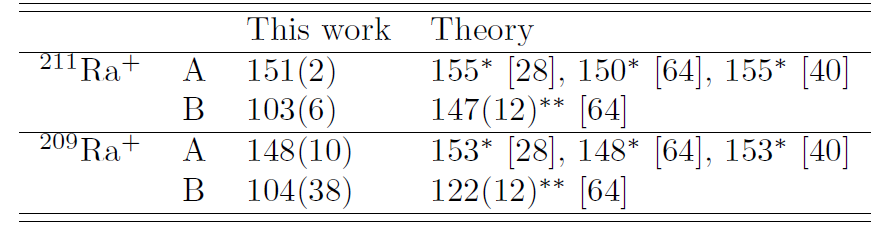 This work Theory
²¹¹Ra⁺ A 151(2) 155* [28], 150* [64], 155* [40]
B 103(6) 147(12)** [64]
²⁰⁹Ra⁺ A 148(10) 153* [28], 148* [64], 153* [40]
B 104(38) 122(12)** [64]